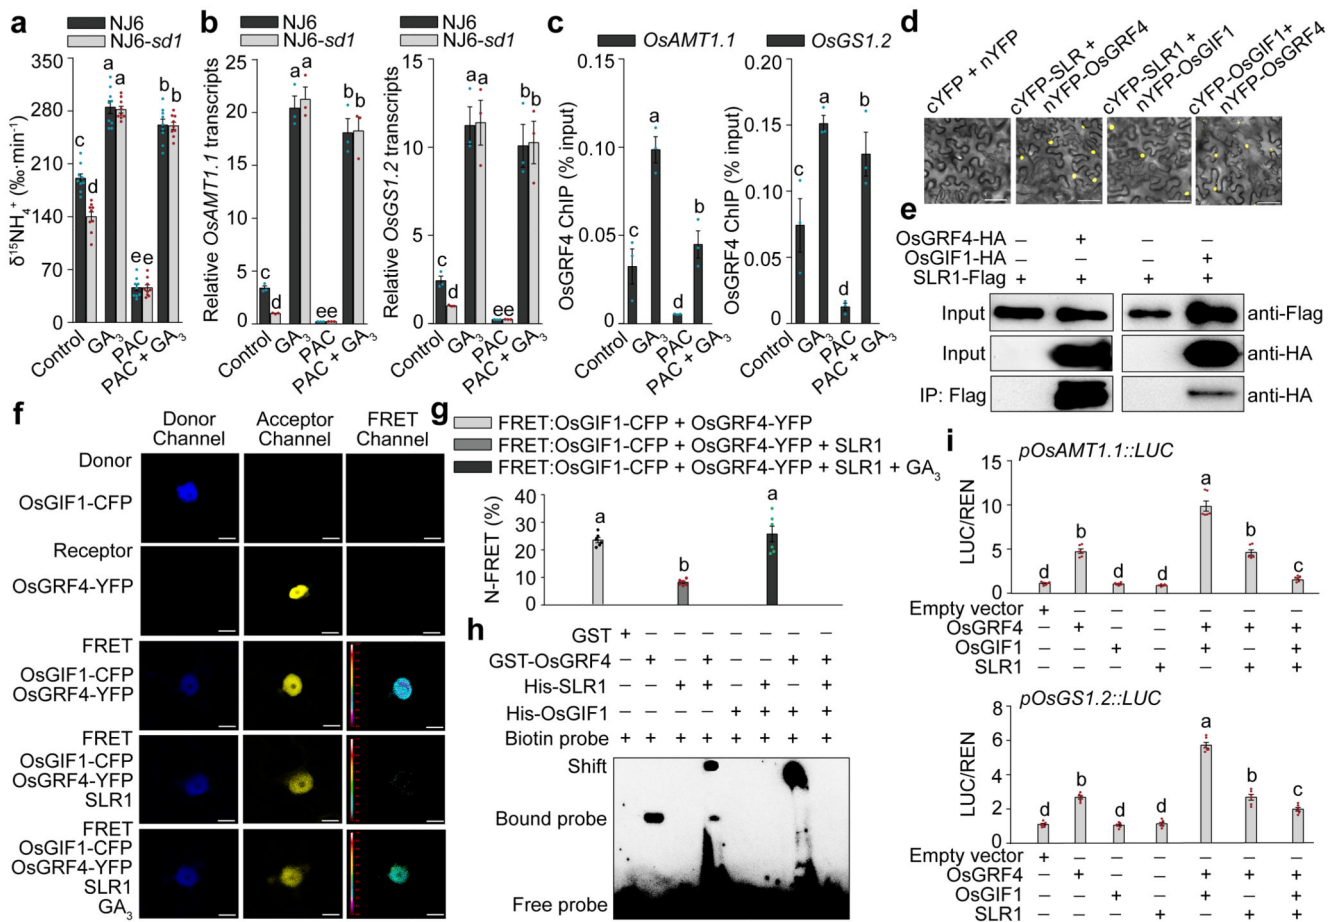 a
NJ6
NJ6-sd1
δ¹⁵NH₄⁺ (‰·min⁻¹)
350
280
210
140
70
0
c
d
a
a
e
e
b
b
Control
GA₃
PAC
PAC + GA₃
b
NJ6
NJ6-sd1
Relative OsAMT1.1 transcripts
25
20
15
10
5
0
c
d
a
a
e
e
b
b
Control
GA₃
PAC
PAC + GA₃
NJ6
NJ6-sd1
Relative OsGS1.2 transcripts
15
10
5
0
c
d
a
a
e
e
b
b
Control
GA₃
PAC
PAC + GA₃
c
OsAMT1.1
OsGRF4 ChIP (% input)
0.15
0.10
0.05
0
c
a
d
b
Control
GA₃
PAC
PAC + GA₃
OsGS1.2
OsGRF4 ChIP (% input)
0.20
0.15
0.10
0.05
0
c
a
d
b
Control
GA₃
PAC
PAC + GA₃
d
cYFP + nYFP
cYFP-SLR +
nYFP-OsGRF4
cYFP-SLR1 +
nYFP-OsGIF1
cYFP-OsGIF1+
nYFP-OsGRF4
e
OsGRF4-HA – + – –
OsGIF1-HA – – – +
SLR1-Flag + + + +
Input anti-Flag
Input anti-HA
IP: Flag anti-HA
f
Donor Channel
Acceptor Channel
FRET Channel
Donor
OsGIF1-CFP
Receptor
OsGRF4-YFP
FRET
OsGIF1-CFP
OsGRF4-YFP
FRET
OsGIF1-CFP
OsGRF4-YFP
SLR1
FRET
OsGIF1-CFP
OsGRF4-YFP
SLR1
GA₃
g
FRET:OsGIF1-CFP + OsGRF4-YFP
FRET:OsGIF1-CFP + OsGRF4-YFP + SLR1
FRET:OsGIF1-CFP + OsGRF4-YFP + SLR1 + GA₃
N-FRET (%)
40
30
20
10
0
a
b
a
h
GST + – – – – – – –
GST-OsGRF4 – + – + – – + +
His-SLR1 – – + + – + – +
His-OsGIF1 – – – – + + + +
Biotin probe + + + + + + + +
Shift
Bound probe
Free probe
i
pOsAMT1.1::LUC
LUC/REN
15
10
5
0
d
b
d
d
a
b
c
Empty vector + – – – – – –
OsGRF4 – + – – + + +
OsGIF1 – – + – + – +
SLR1 – – – + – + +
pOsGS1.2::LUC
LUC/REN
8
6
4
2
0
d
b
d
d
a
b
c
Empty vector + – – – – – –
OsGRF4 – + – – + + +
OsGIF1 – – + – + – +
SLR1 – – – + – + +